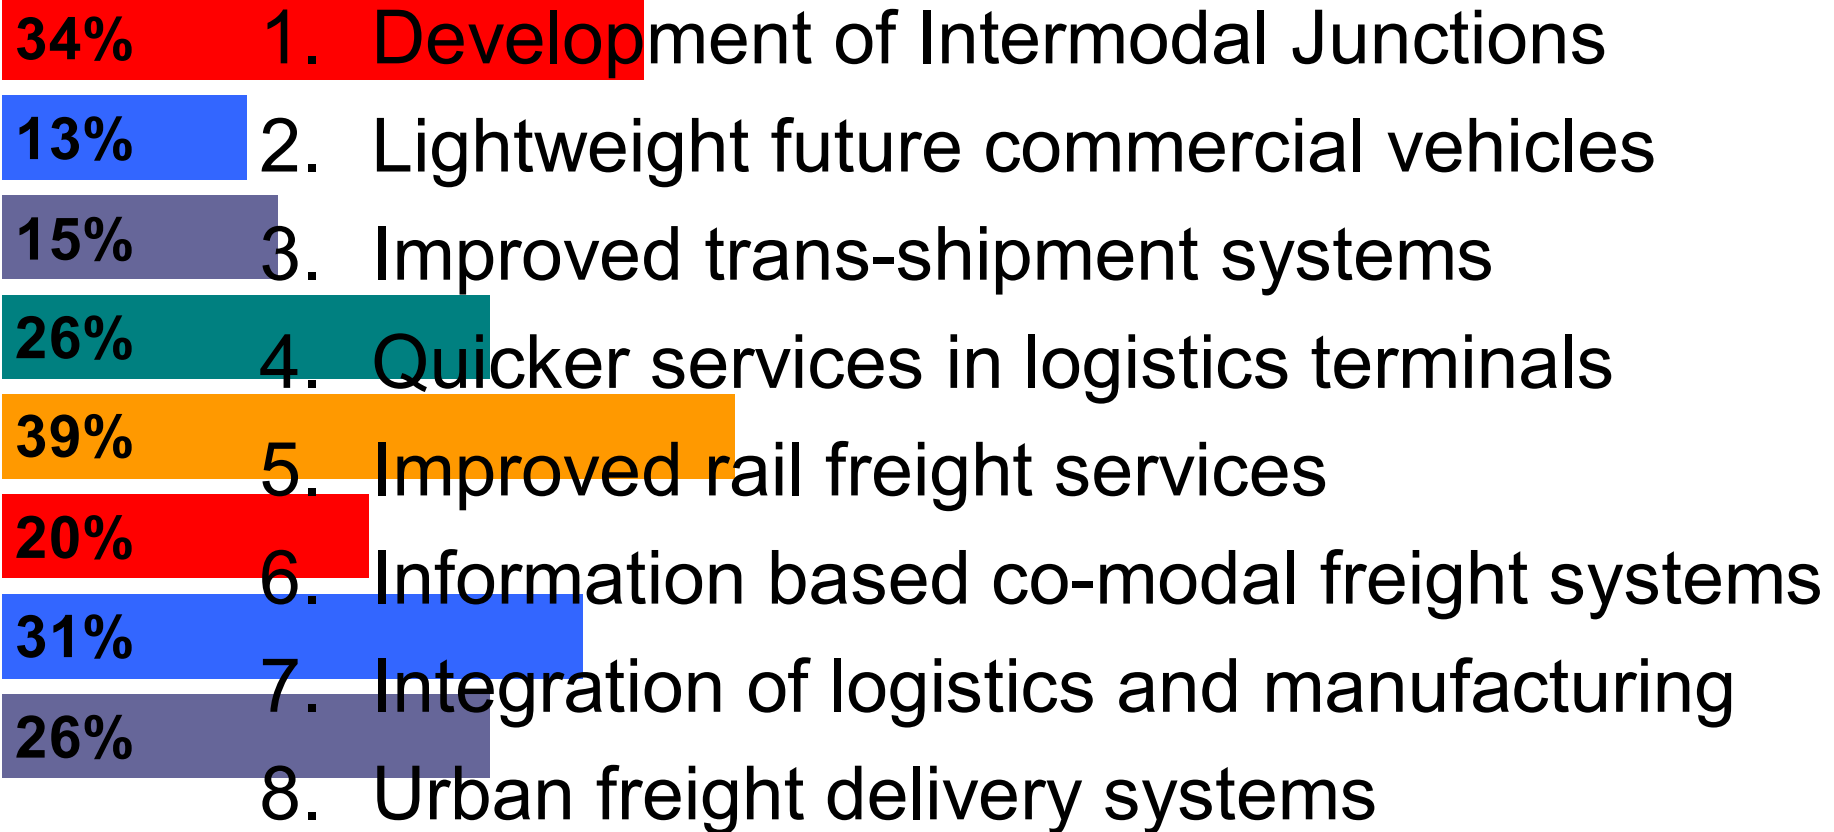 34% 1. Development of Intermodal Junctions
13% 2. Lightweight future commercial vehicles
15% 3. Improved trans-shipment systems
26% 4. Quicker services in logistics terminals
39% 5. Improved rail freight services
20% 6. Information based co-modal freight systems
31% 7. Integration of logistics and manufacturing
26% 8. Urban freight delivery systems